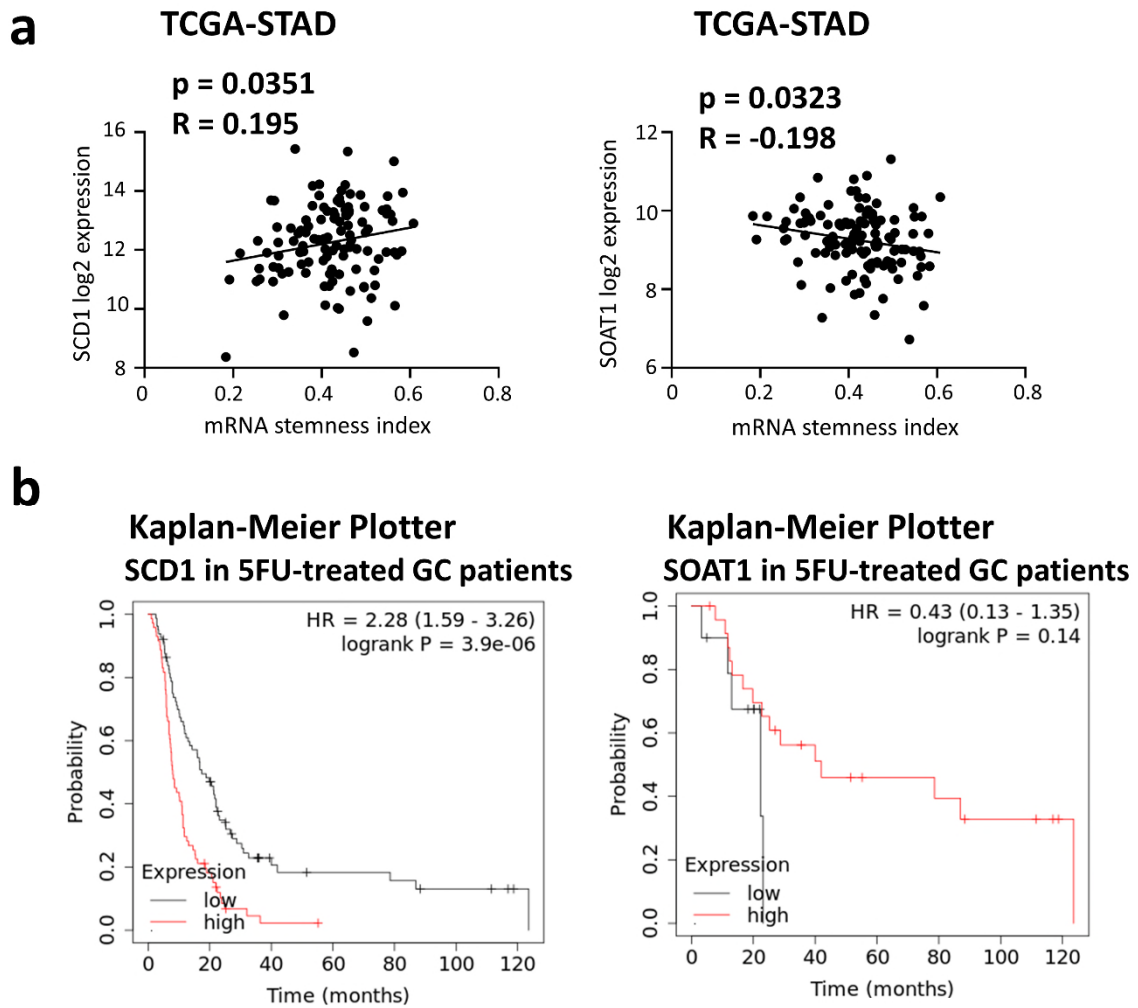 a
TCGA-STAD
p = 0.0351
R = 0.195
16
14
12
10
8
SCD1 log2 expression
0
0.2
0.4
0.6
0.8
mRNA stemness index
TCGA-STAD
p = 0.0323
R = -0.198
12
10
8
6
SOAT1 log2 expression
0
0.2
0.4
0.6
0.8
mRNA stemness index
b
Kaplan-Meier Plotter
SCD1 in 5FU-treated GC patients
HR = 2.28 (1.59 - 3.26)
logrank P = 3.9e-06
1.0
0.8
0.6
0.4
0.2
0.0
Probability
Expression
low
high
0
20
40
60
80
100
120
Time (months)
Kaplan-Meier Plotter
SOAT1 in 5FU-treated GC patients
HR = 0.43 (0.13 - 1.35)
logrank P = 0.14
1.0
0.8
0.6
0.4
0.2
0.0
Probability
Expression
low
high
0
20
40
60
80
100
120
Time (months)